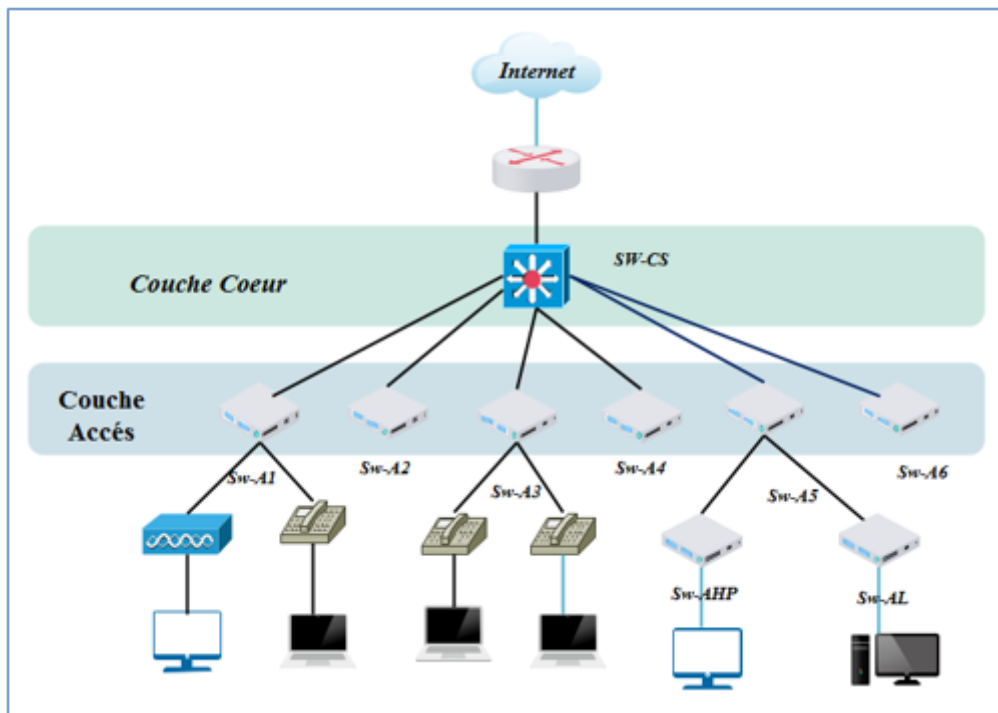 Internet
SW-CS
Couche Coeur
Couche
Accés
Sw-A1
Sw-A2
Sw-A3
Sw-A4
Sw-A5
Sw-A6
Sw-AHP
Sw-AL